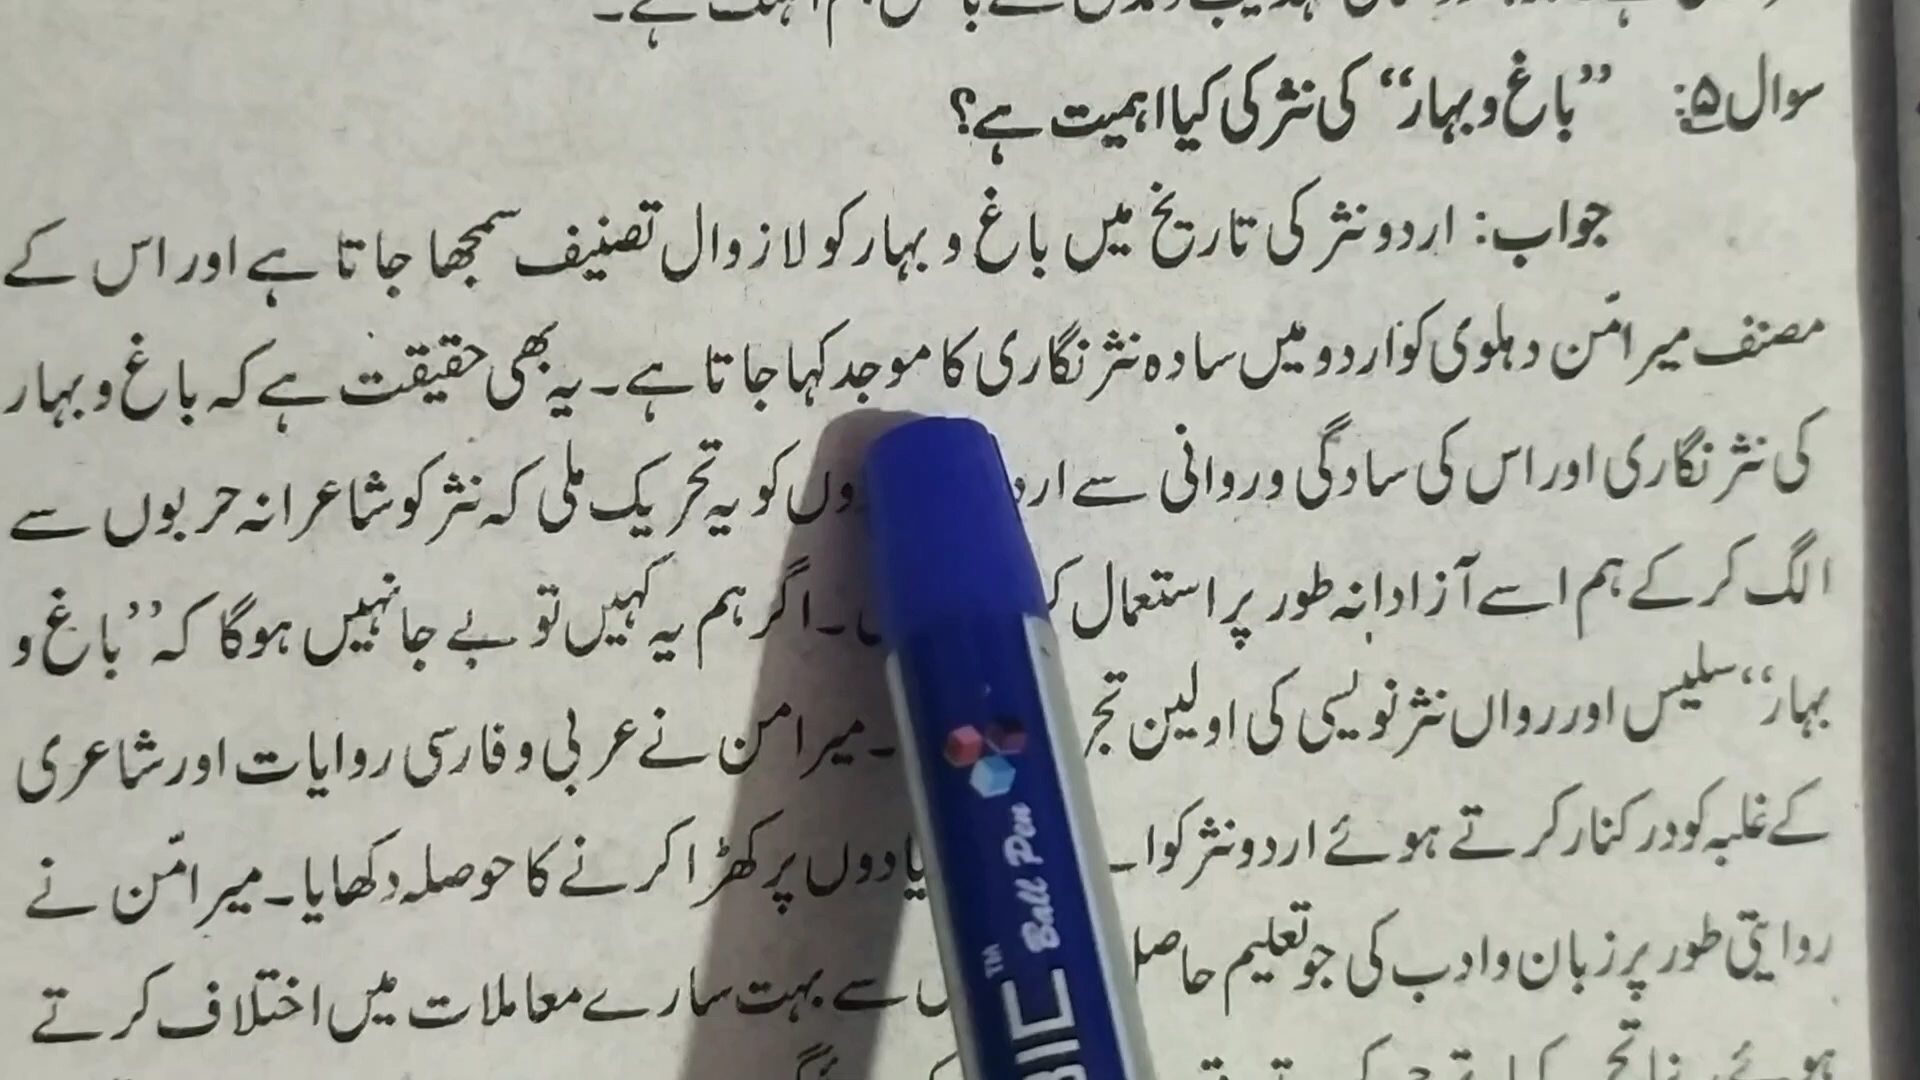 سوال ۵: ”باغ و بہار“ کی نثر کی کیا اہمیت ہے؟
جواب: اردو نثر کی تاریخ میں باغ و بہار کو لازوال تصنیف سمجھا جاتا ہے اور اس کے
مصنف میر امّن دہلوی کو اردو میں سادہ نثر نگاری کا موجد کہا جاتا ہے۔ یہ بھی حقیقت ہے کہ باغ و بہار
کی نثر نگاری اور اس کی سادگی و روانی سے کو یہ تحریک ملی کہ نثر کو شاعرانہ حربوں سے
الگ کر کے ہم اسے آزادانہ طور پر استعمال اگر ہم یہ کہیں تو بے جا نہیں ہوگا کہ ”باغ و
بہار“ سلیس اور رواں نثر نویسی کی اولین ۔ میر امن نے عربی و فارسی روایات اور شاعری
کے غلبہ کو درکنار کرتے ہوئے اردو نثر کو پر کھڑا کرنے کا حوصلہ دکھایا۔ میر امّن نے
روایتی طور پر زبان و ادب کی جو تعلیم حاصل سے بہت سارے معاملات میں اختلاف کرتے
BIC™ Ball Pen